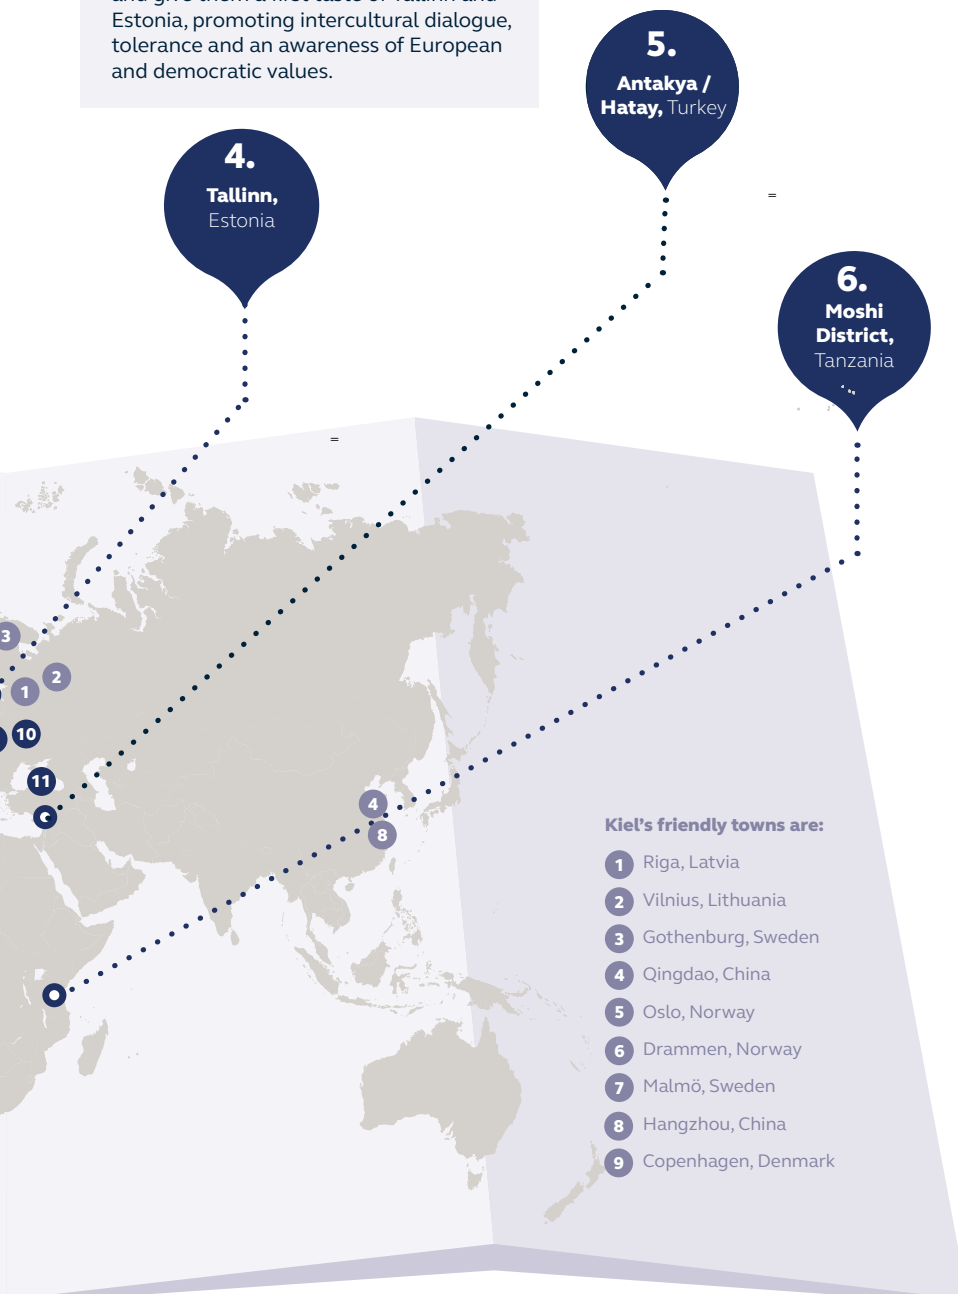 Estonia, promoting intercultural dialogue,
tolerance and an awareness of European
and democratic values.
5.
Antakya /
Hatay, Turkey
4.
Tallinn,
Estonia
=
6.
Moshi
District,
Tanzania
=
3
2
1
10
11
4
8
Kiel's friendly towns are:
1 Riga, Latvia
2 Vilnius, Lithuania
3 Gothenburg, Sweden
4 Qingdao, China
5 Oslo, Norway
6 Drammen, Norway
7 Malmö, Sweden
8 Hangzhou, China
9 Copenhagen, Denmark